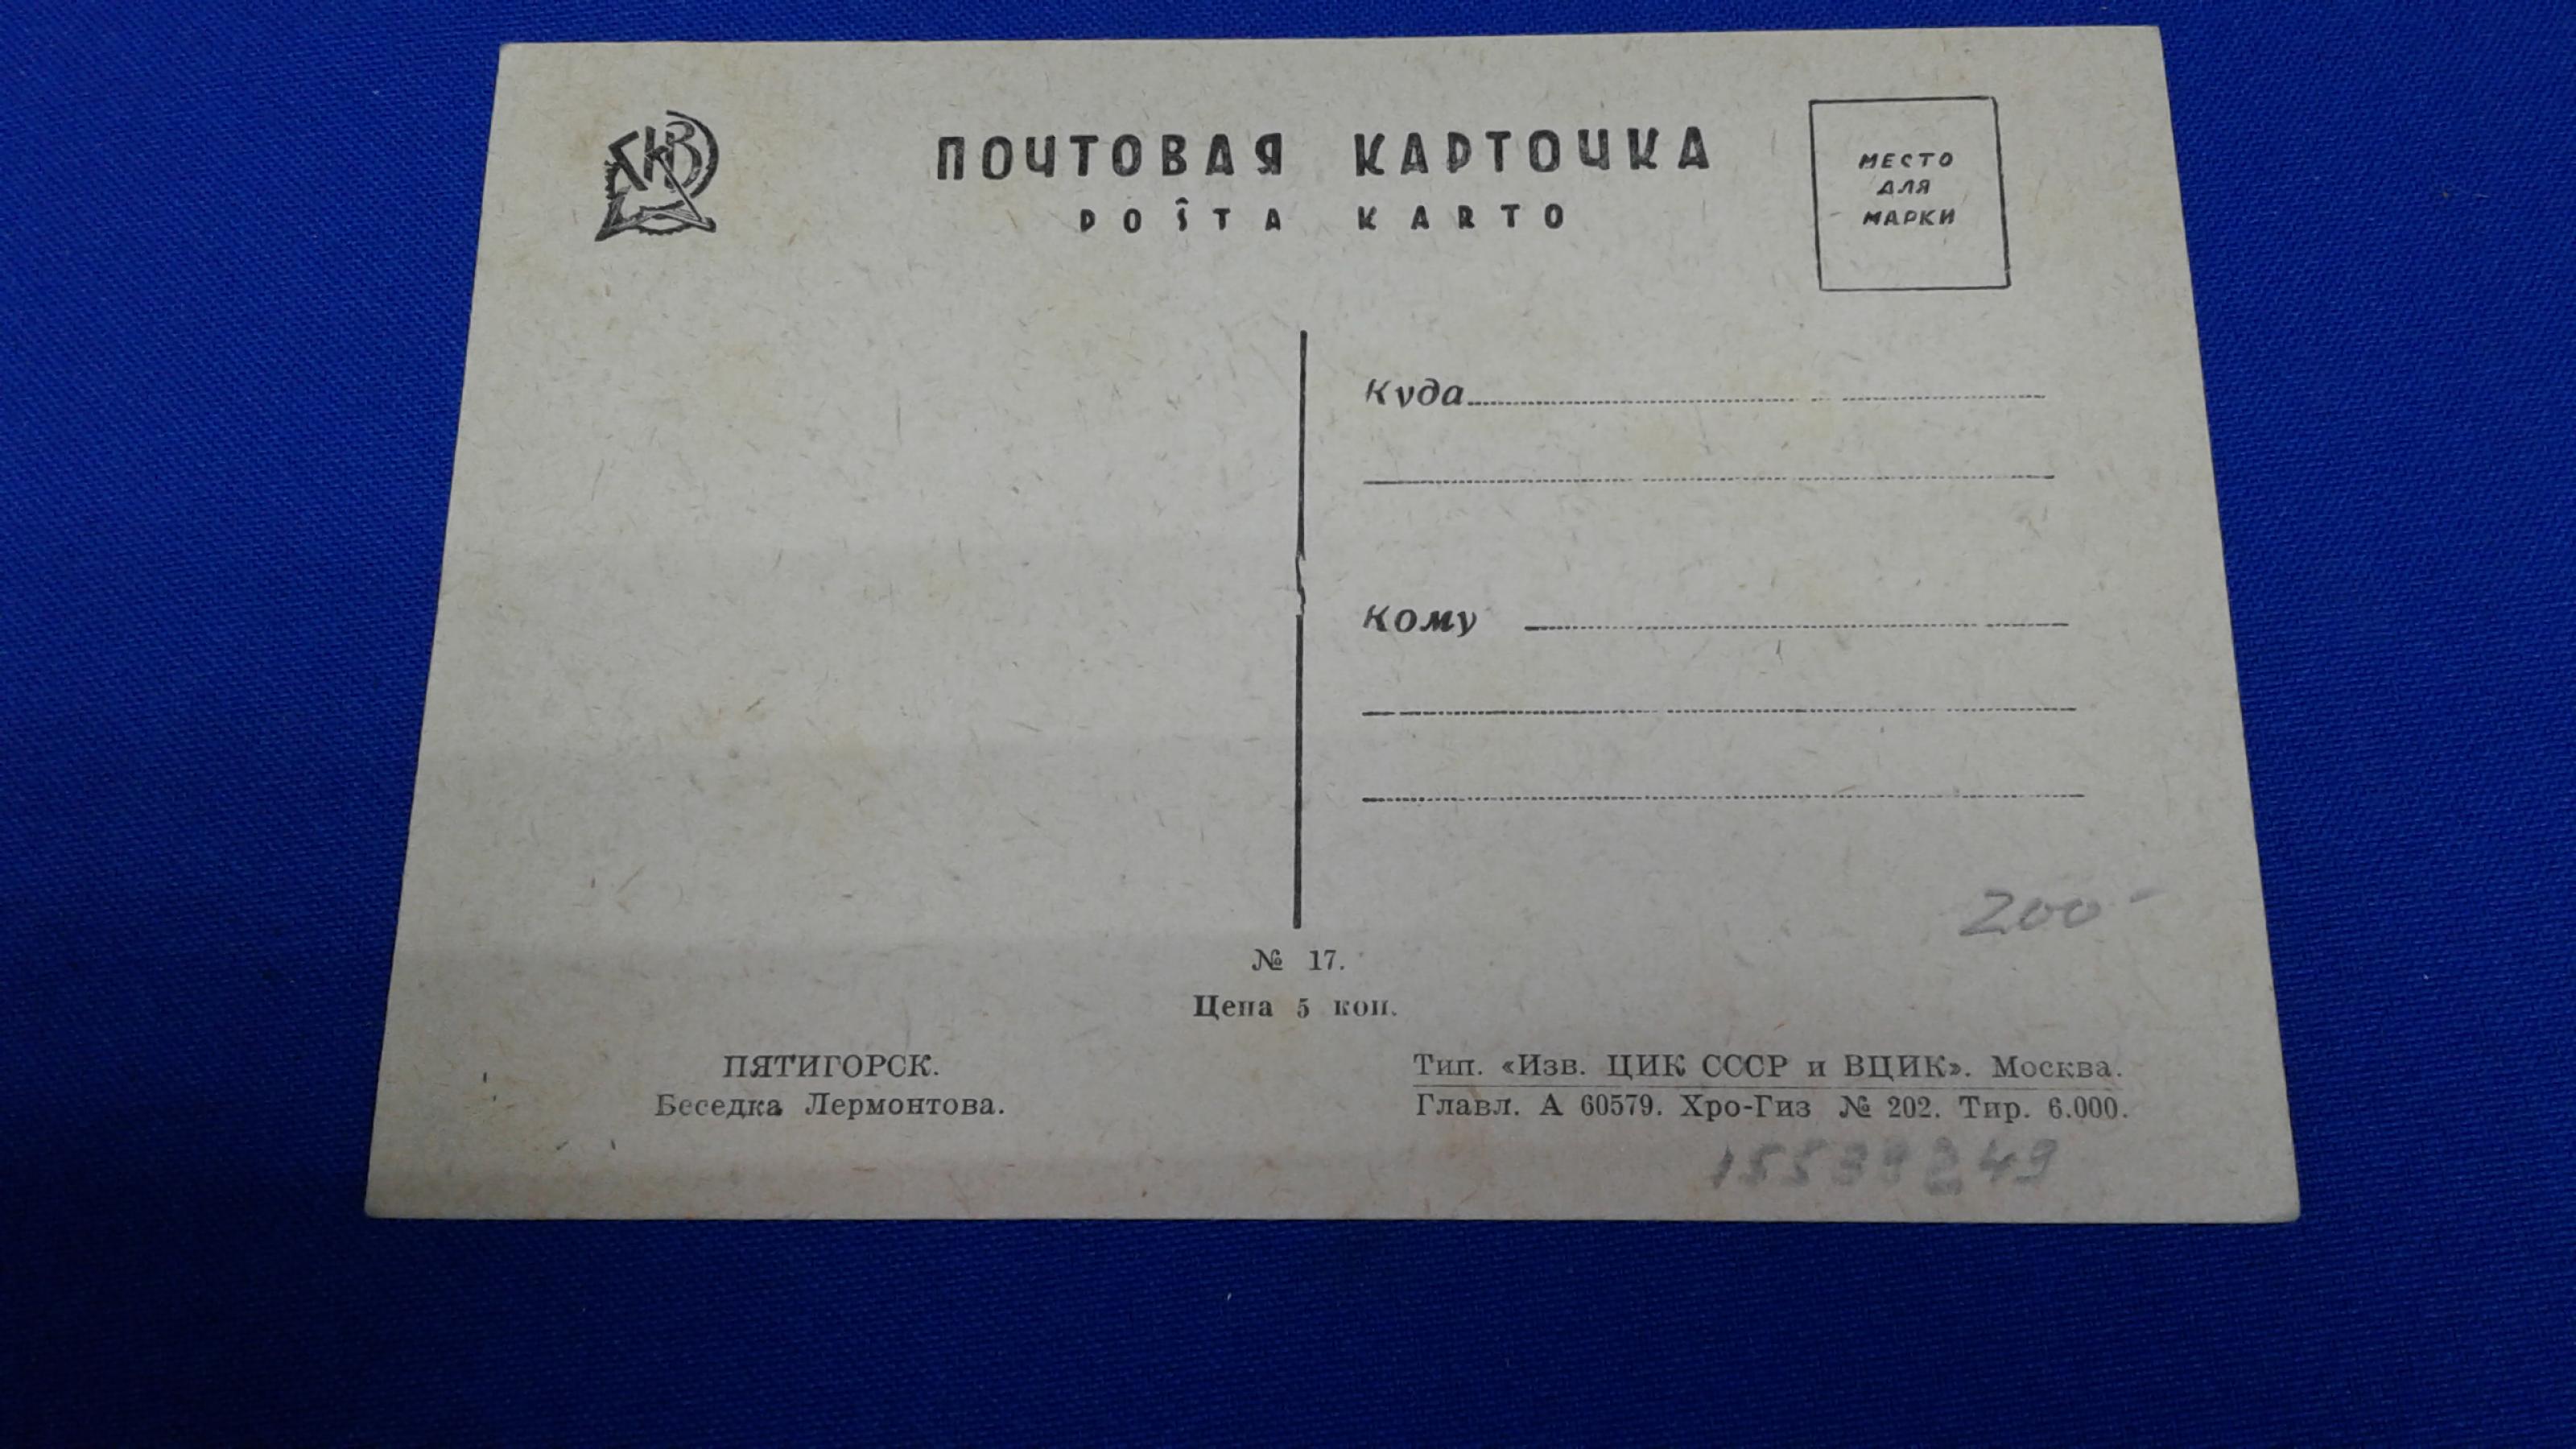 ПОЧТОВАЯ КАРТОЧКА
POŜTA KARTO
МЕСТО
ДЛЯ
МАРКИ
Куда
Кому
200-
№ 17.
Цена 5 коп.
ПЯТИГОРСК.
Беседка Лермонтова.
Тип. «Изв. ЦИК СССР и ВЦИК». Москва.
Главл. А 60579. Хро-Гиз № 202. Тир. 6.000.